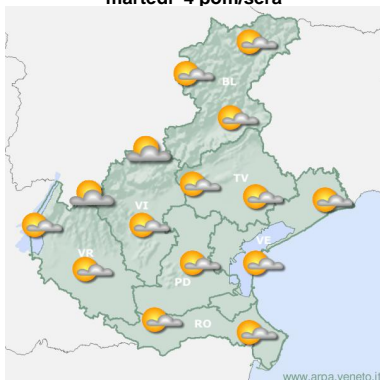 martedì 4 pom/sera
BL
TV
VI
VE
VR
PD
RO
www.arpa.veneto.it